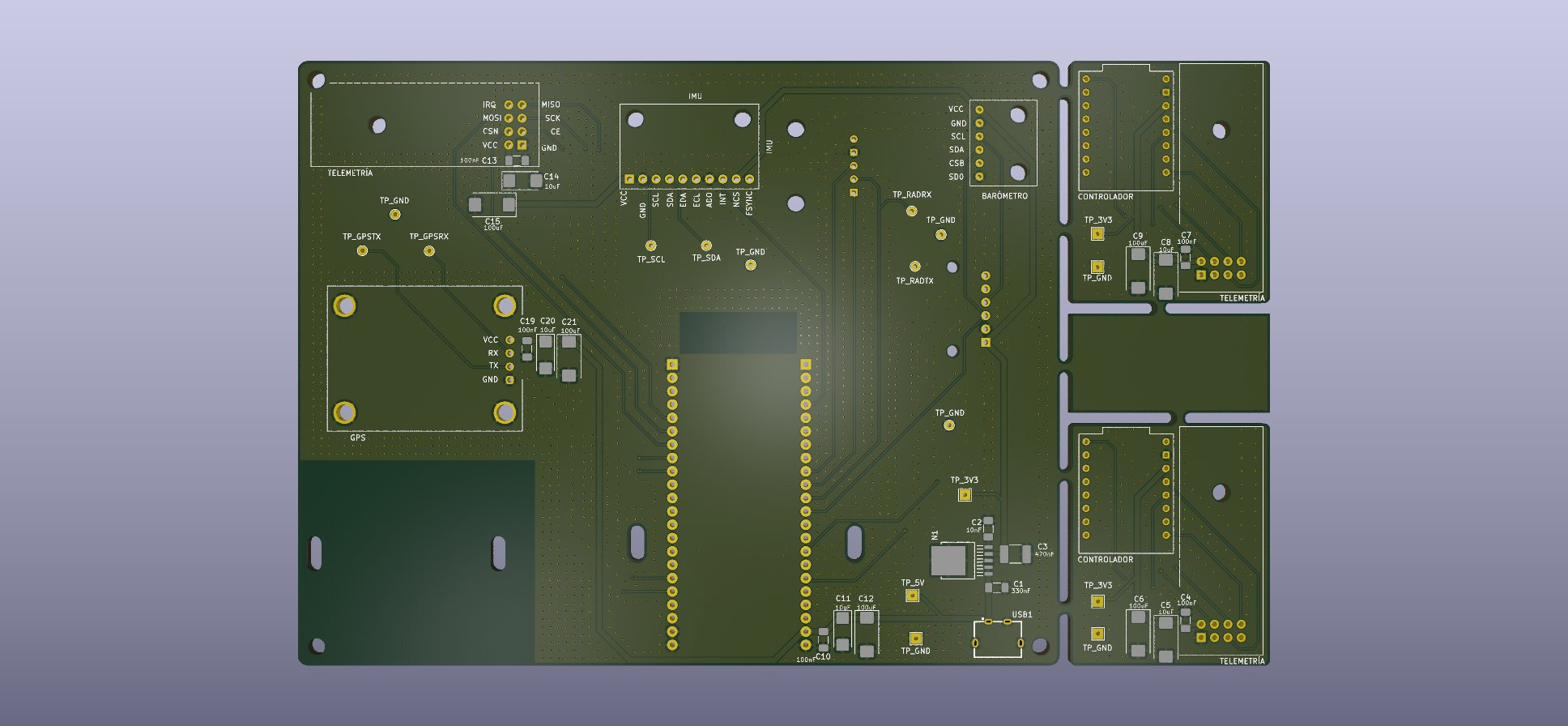 IRQ MISO
MOSI SCK
CSN CE
VCC GND
100nF C13
C14
10uF
TELEMETRÍA
C15
100uF
TP_GND
TP_GPSTX TP_GPSRX
VCC
RX
TX
GND
GPS
C19
100nF
C20
10uF
C21
100uF
IMU
IMU
VCC
GND
SCL
SDA
EDA
ECL
ADO
INT
NCS
FSYNC
TP_SCL
TP_SDA
TP_GND
VCC
GND
SCL
SDA
CSB
SDO
BARÓMETRO
TP_RADRX
TP_GND
TP_RADTX
TP_GND
TP_3V3
C2
10nF
N1
C3
470nF
C1
330nF
TP_5V
USB1
TP_GND
C11
10uF
C12
100uF
100nF C10
CONTROLADOR
TP_3V3
TP_GND
C9
100uF
C8
10uF
C7
100nF
TELEMETRÍA
CONTROLADOR
TP_3V3
TP_GND
C6
100uF
C5
10uF
C4
100nF
TELEMETRÍA